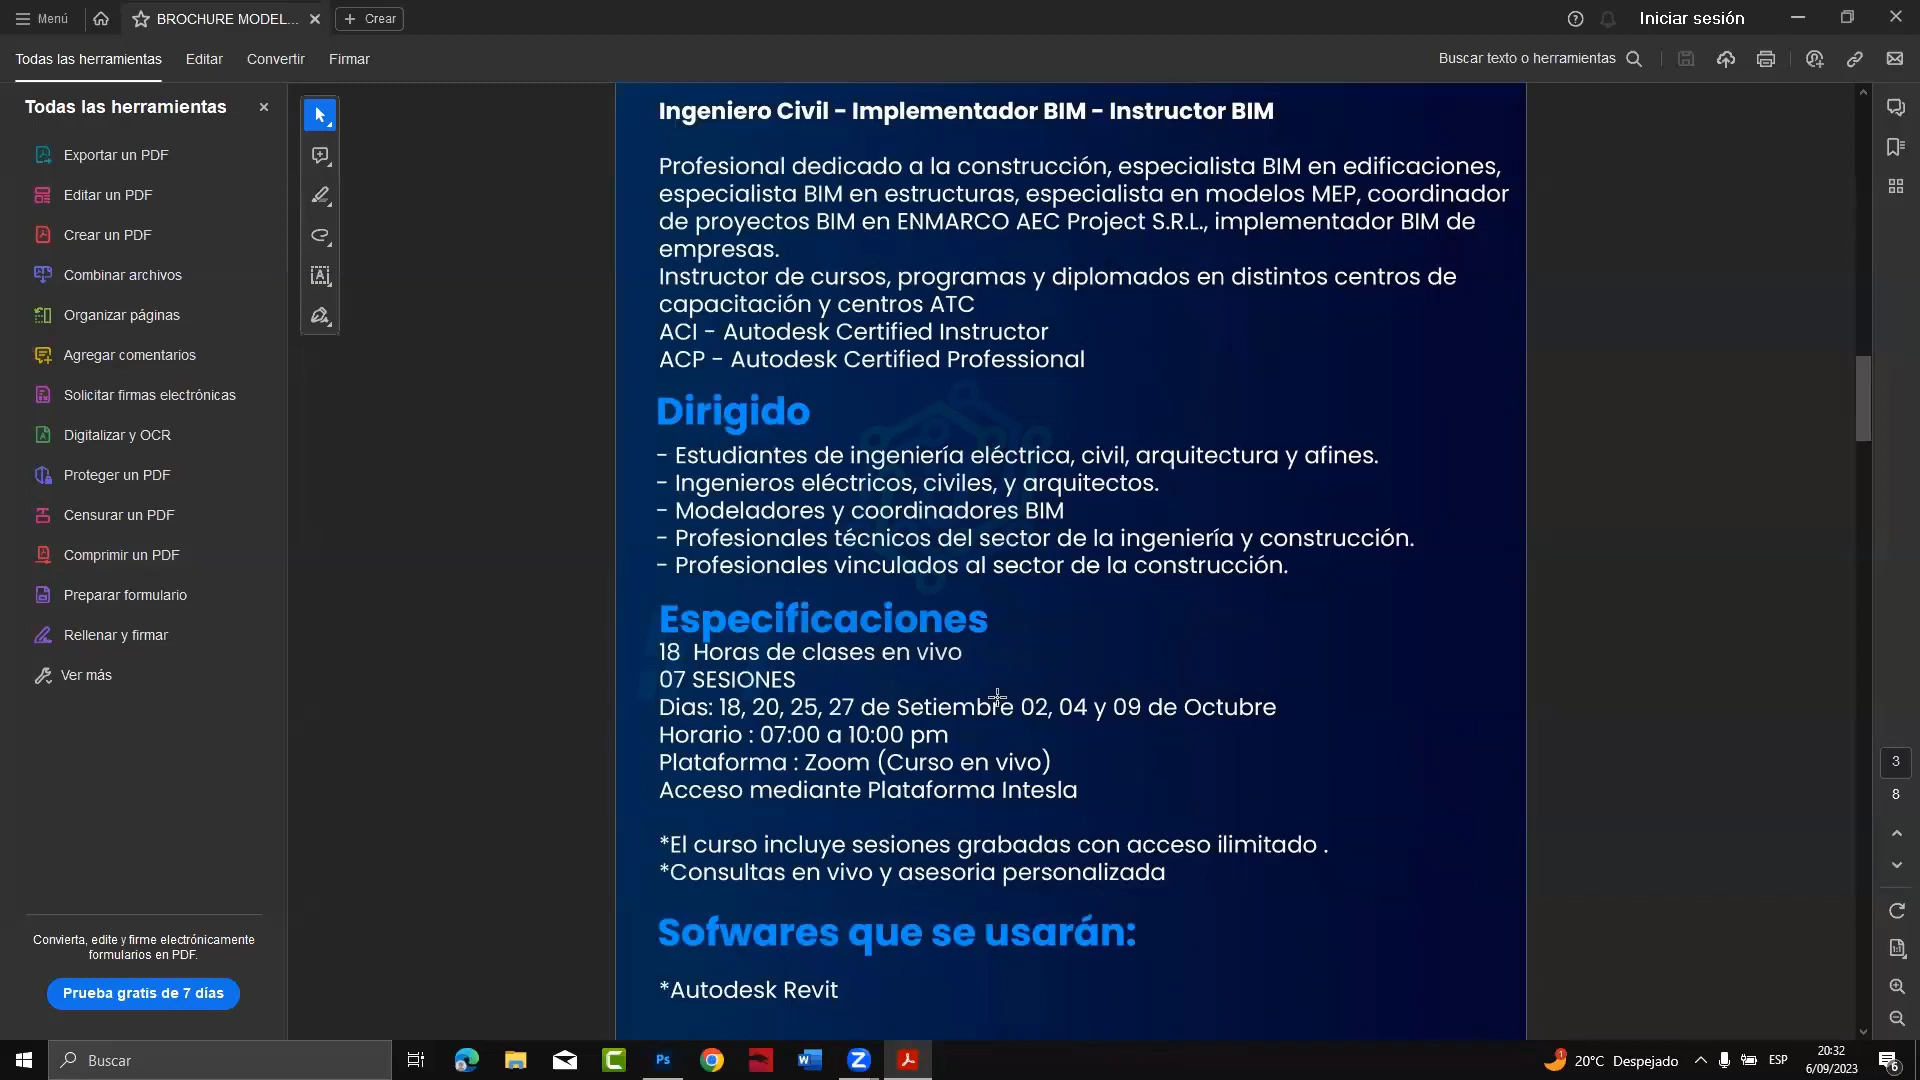 Menú
BROCHURE MODEL...
Crear
Iniciar sesión
Todas las herramientas
Editar
Convertir
Firmar
Buscar texto o herramientas
Todas las herramientas
Exportar un PDF
Editar un PDF
Crear un PDF
Combinar archivos
Organizar páginas
Agregar comentarios
Solicitar firmas electrónicas
Digitalizar y OCR
Proteger un PDF
Censurar un PDF
Comprimir un PDF
Preparar formulario
Rellenar y firmar
Ver más
Convierta, edite y firme electrónicamente
formularios en PDF.
Prueba gratis de 7 días
Ingeniero Civil - Implementador BIM - Instructor BIM
Profesional dedicado a la construcción, especialista BIM en edificaciones,
especialista BIM en estructuras, especialista en modelos MEP, coordinador
de proyectos BIM en ENMARCO AEC Project S.R.L., implementador BIM de
empresas.
Instructor de cursos, programas y diplomados en distintos centros de
capacitación y centros ATC
ACI - Autodesk Certified Instructor
ACP - Autodesk Certified Professional
Dirigido
- Estudiantes de ingeniería eléctrica, civil, arquitectura y afines.
- Ingenieros eléctricos, civiles, y arquitectos.
- Modeladores y coordinadores BIM
- Profesionales técnicos del sector de la ingeniería y construcción.
- Profesionales vinculados al sector de la construcción.
Especificaciones
18 Horas de clases en vivo
07 SESIONES
Dias: 18, 20, 25, 27 de Setiembre 02, 04 y 09 de Octubre
Horario : 07:00 a 10:00 pm
Plataforma : Zoom (Curso en vivo)
Acceso mediante Plataforma Intesla
*El curso incluye sesiones grabadas con acceso ilimitado .
*Consultas en vivo y asesoria personalizada
Sofwares que se usarán:
*Autodesk Revit
3
8
Buscar
20°C Despejado
ESP
20:32
6/09/2023
6